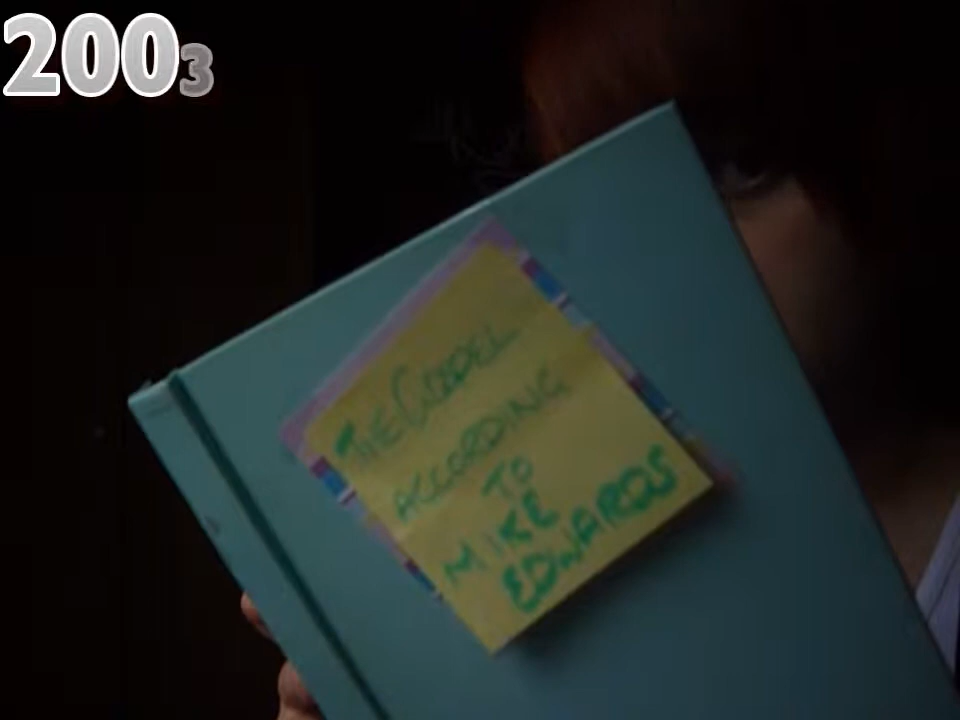 2003
THE GOSPEL
ACCORDING
TO
MIKE
EDWARDS